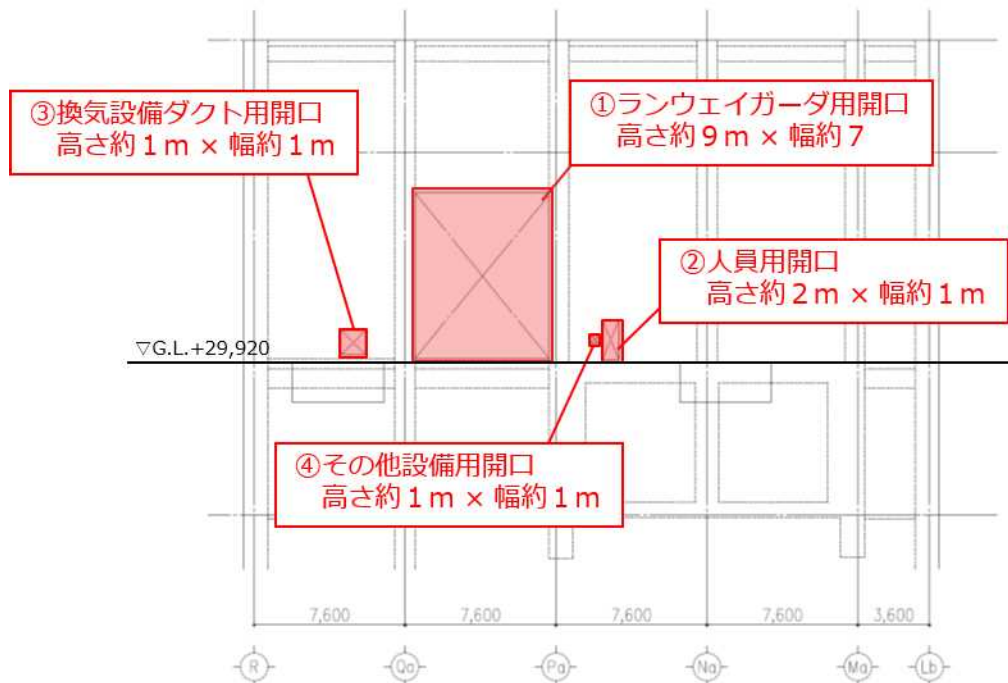 ①ランウェイガーダ用開口
高さ約9m × 幅約7
③換気設備ダクト用開口
高さ約1m × 幅約1m
②人員用開口
高さ約2m × 幅約1m
▽G.L.+29,920
④その他設備用開口
高さ約1m × 幅約1m
7,600 7,600 7,600 7,600 3,600
R Qa Pa Na Ma Lb